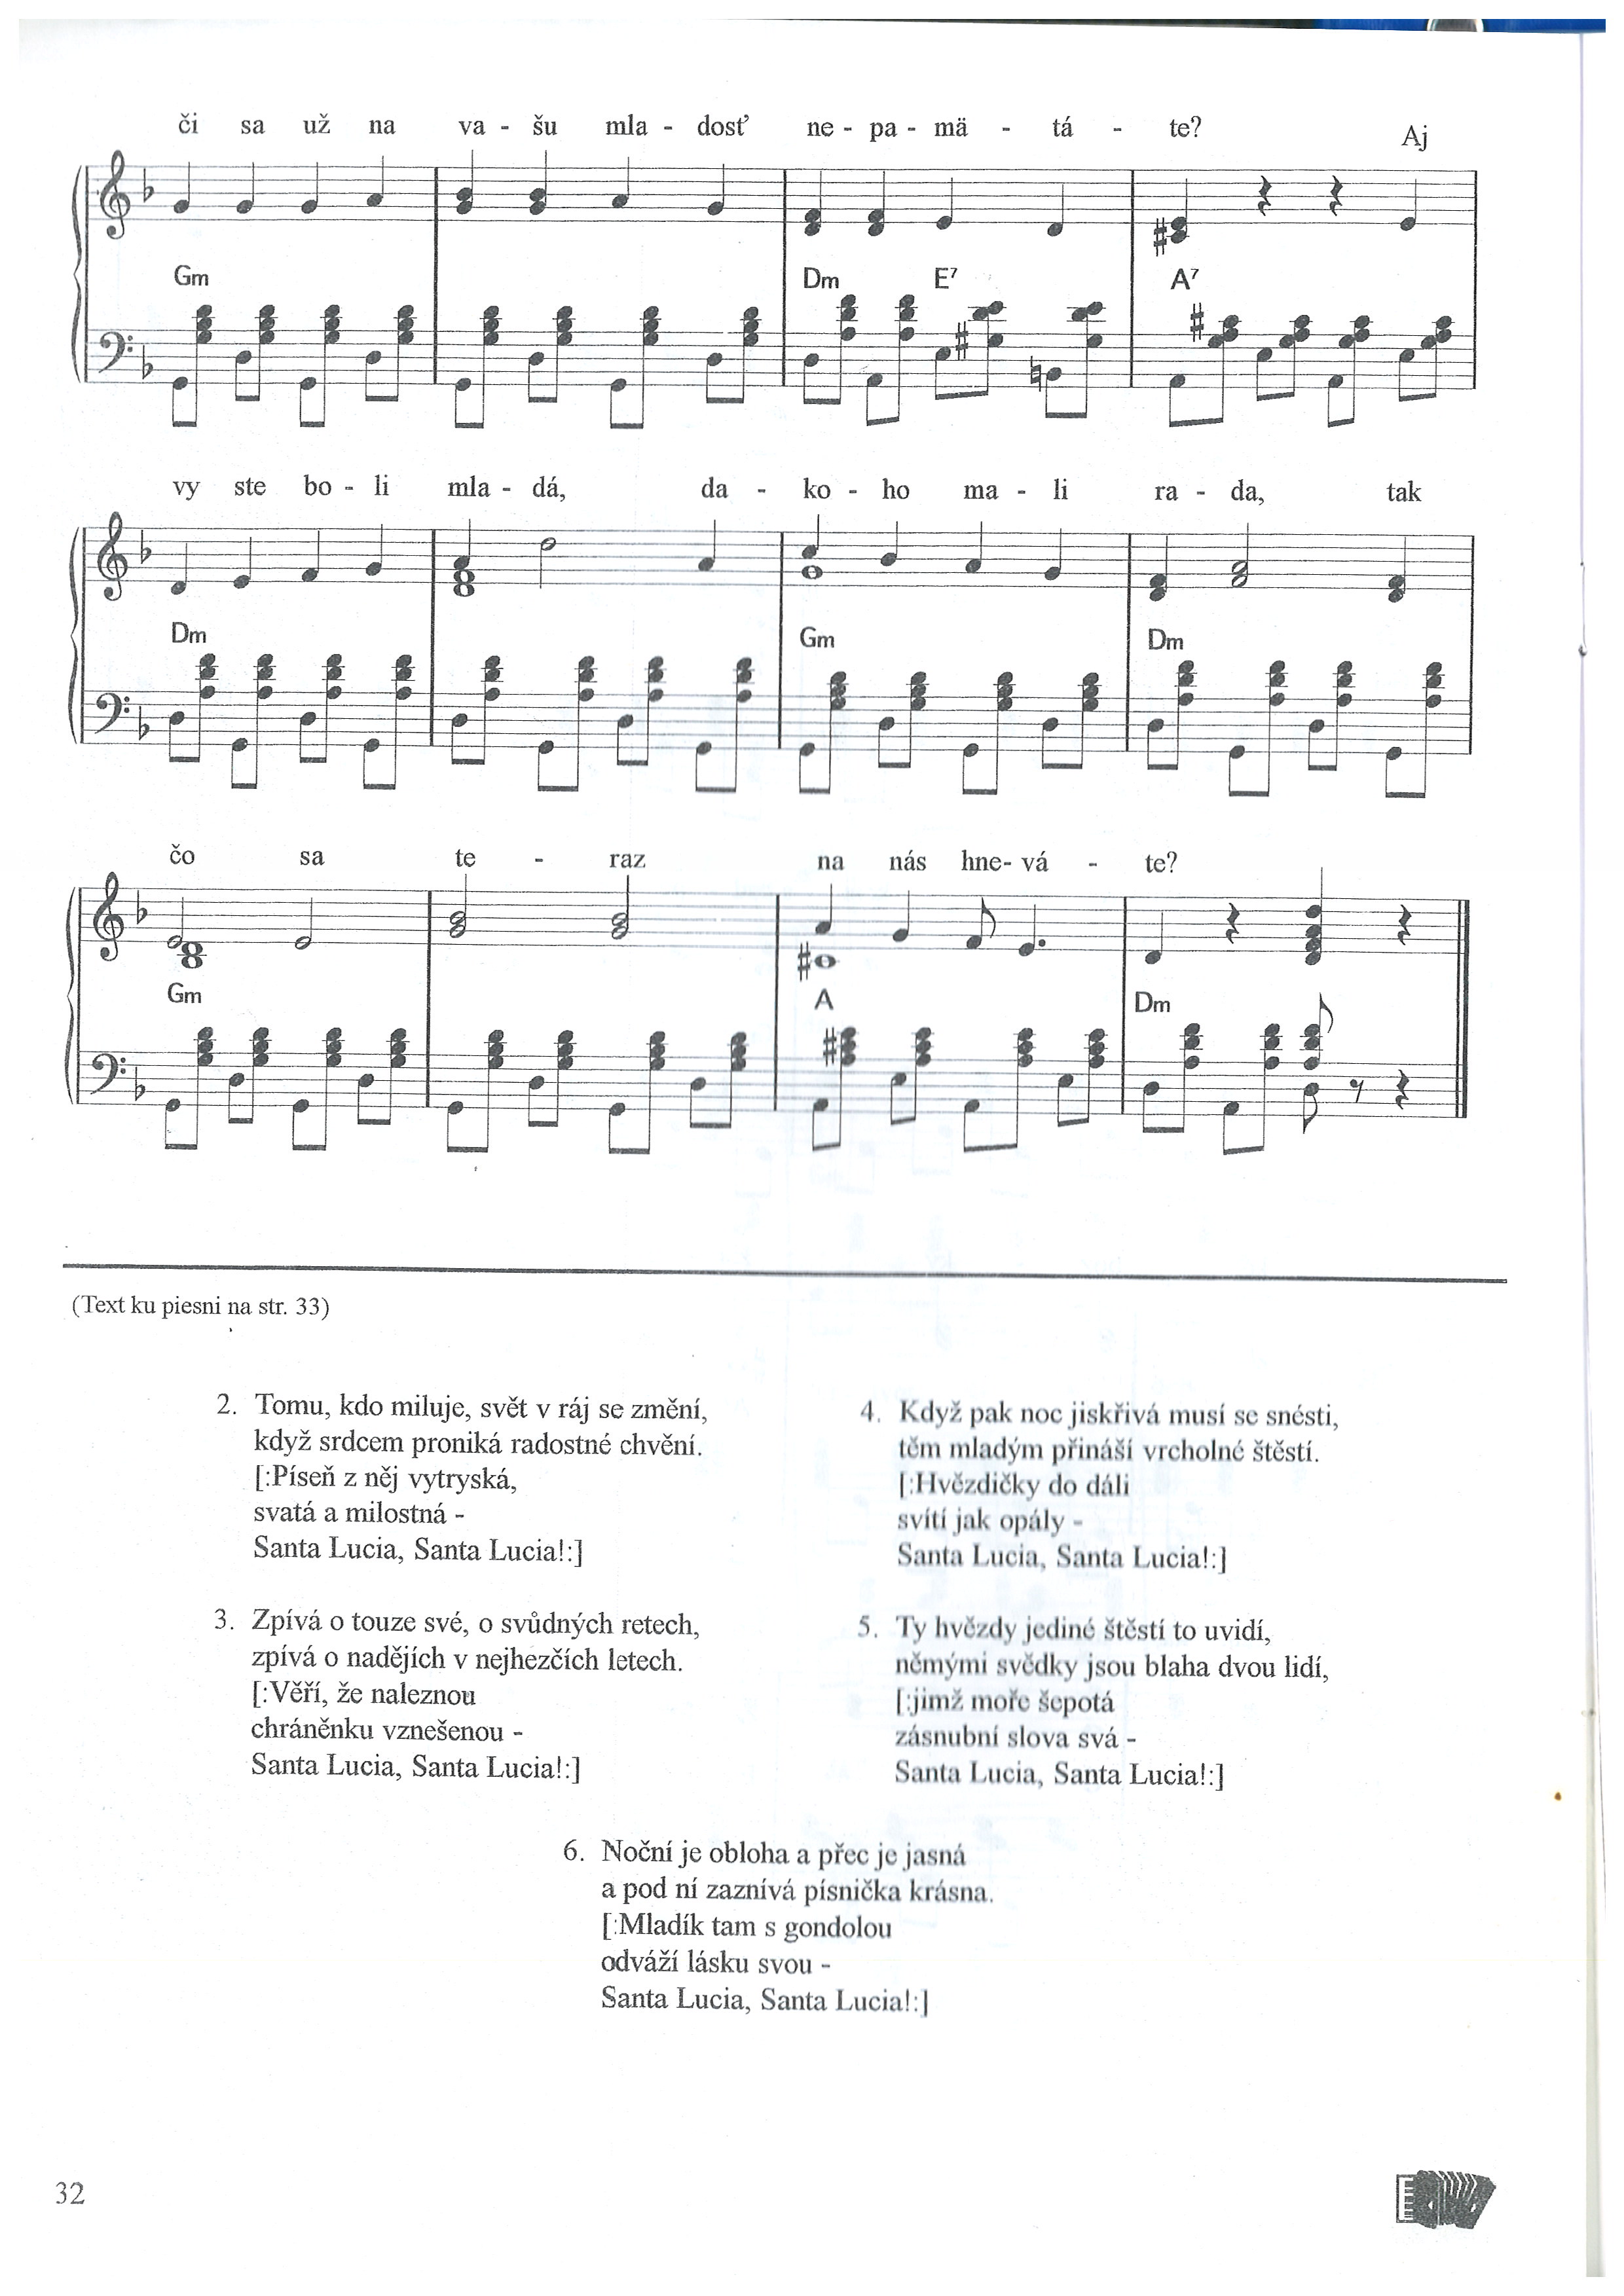 či sa už na va - šu mla - dosť ne - pa - mä - tá - te? Aj
Gm Dm E7 A7
vy ste bo - li mla - dá, da - ko - ho ma - li ra - da, tak
Dm Gm Dm
čo sa te - raz na nás hne- vá - te?
Gm A Dm
(Text ku piesni na str. 33)
2. Tomu, kdo miluje, svět v ráj se změní,
když srdcem proniká radostné chvění.
[:Píseň z něj vytryská,
svatá a milostná -
Santa Lucia, Santa Lucia!:]
3. Zpívá o touze své, o svůdných retech,
zpívá o nadějích v nejhezčích letech.
[:Věří, že naleznou
chráněnku vznešenou -
Santa Lucia, Santa Lucia!:]
4. Když pak noc jiskřivá musí se snésti,
těm mladým přináší vrcholné štěstí.
[:Hvězdičky do dáli
svítí jak opály -
Santa Lucia, Santa Lucia!:]
5. Ty hvězdy jediné štěstí to uvidí,
němými svědky jsou blaha dvou lidí,
[:jimž moře šepotá
zásnubní slova svá -
Santa Lucia, Santa Lucia!:]
6. Noční je obloha a přec je jasná
a pod ní zaznívá písnička krásna.
[:Mladík tam s gondolou
odváží lásku svou -
Santa Lucia, Santa Lucia!:]
32